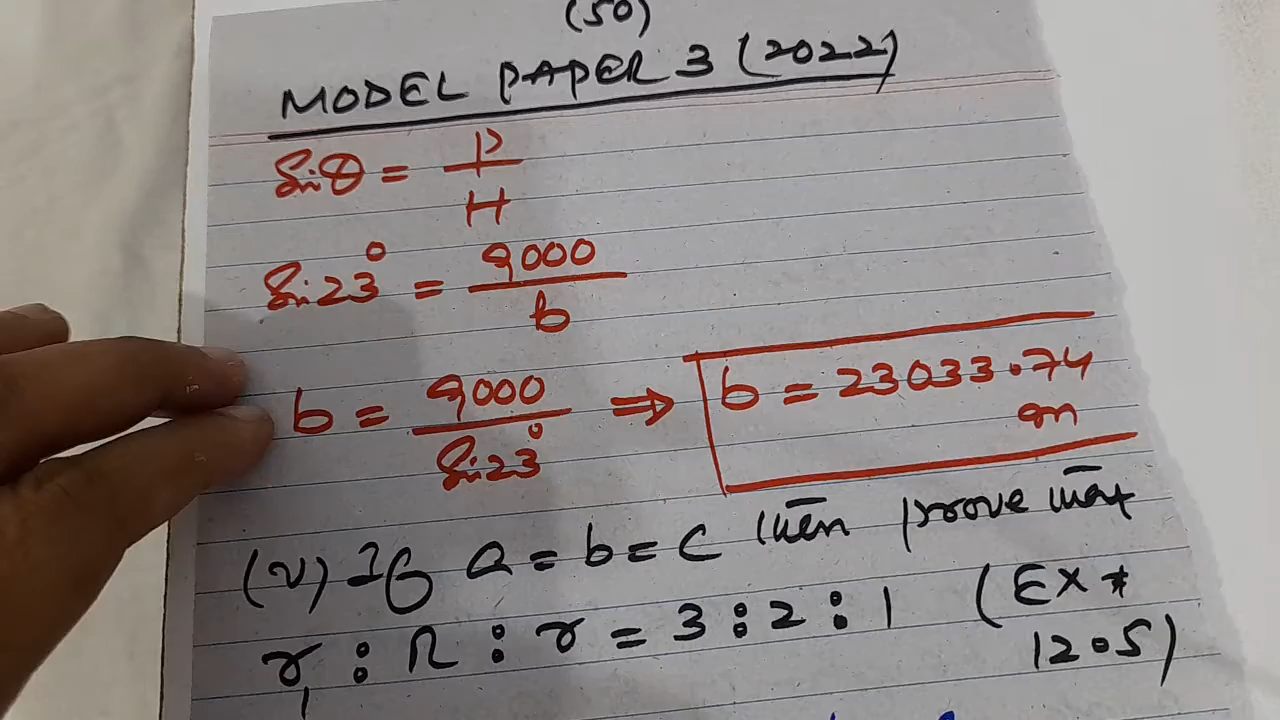 (50)
MODEL PAPER 3 (2022)
Sinθ = P/H
Sin23° = 9000/b
b = 9000/Sin23° ⇒ b = 23033.74 m
(v) If a = b = c then prove that
r₁ : R : r = 3 : 2 : 1 (Ex * 12.5)